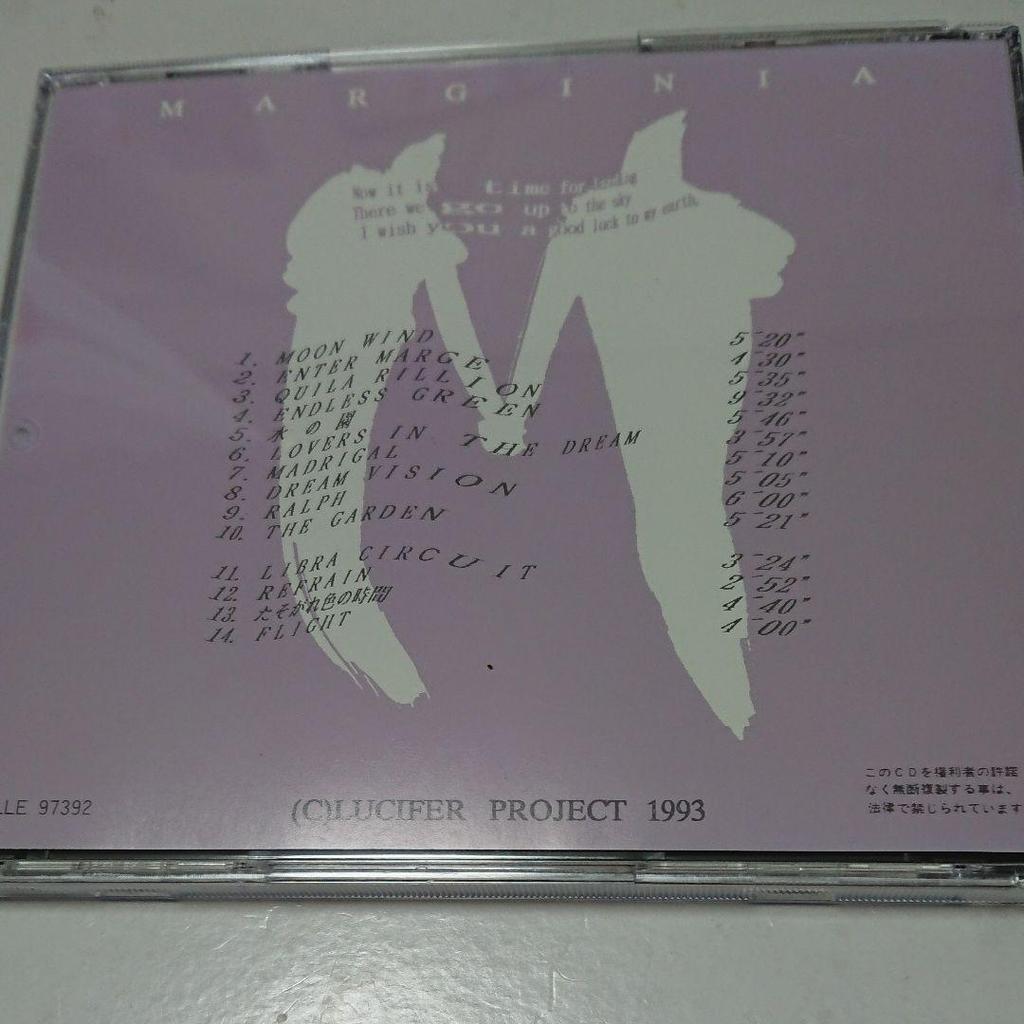 M A R G I N I A
Now it is time for landing
There we go up to the sky
I wish you a good luck to my earth.
1. MOON WIND 5˜20"
2. ENTER MARGE 4˜30"
3. QUILA RILLION 5˜35"
4. ENDLESS GREEN 9˜32"
5. 水の園 5˜46"
6. LOVERS IN THE DREAM 3˜57"
7. MADRIGAL 5˜10"
8. DREAM VISION 5˜05"
9. RALPH 6˜00"
10. THE GARDEN 5˜21"
11. LIBRA CIRCUIT 3˜24"
12. REFRAIN 2˜52"
13. たそがれ色の時間 4˜40"
14. FLIGHT 4˜00"
このCDを権利者の許諾
なく無断複製する事は、
法律で禁じられています
LLE 97392
(C)LUCIFER PROJECT 1993